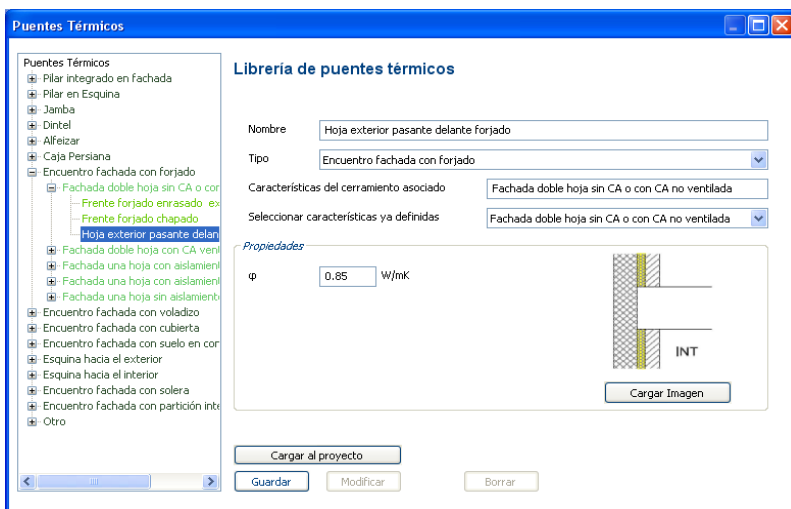 Puentes Térmicos
Puentes Térmicos
Pilar integrado en fachada
Pilar en Esquina
Jamba
Dintel
Alfeizar
Caja Persiana
Encuentro fachada con forjado
Fachada doble hoja sin CA o cor
Frente forjado enrasado ex
Frente forjado chapado
Hoja exterior pasante delan
Fachada doble hoja con CA vent
Fachada una hoja con aislamient
Fachada una hoja con aislamient
Fachada una hoja sin aislamiento
Encuentro fachada con voladizo
Encuentro fachada con cubierta
Encuentro fachada con suelo en cor
Esquina hacia el exterior
Esquina hacia el interior
Encuentro fachada con solera
Encuentro fachada con partición inte
Otro
Librería de puentes térmicos
Nombre Hoja exterior pasante delante forjado
Tipo Encuentro fachada con forjado
Características del cerramiento asociado Fachada doble hoja sin CA o con CA no ventilada
Seleccionar características ya definidas Fachada doble hoja sin CA o con CA no ventilada
Propiedades
φ 0.85 W/mK
INT
Cargar Imagen
Cargar al proyecto
Guardar Modificar Borrar